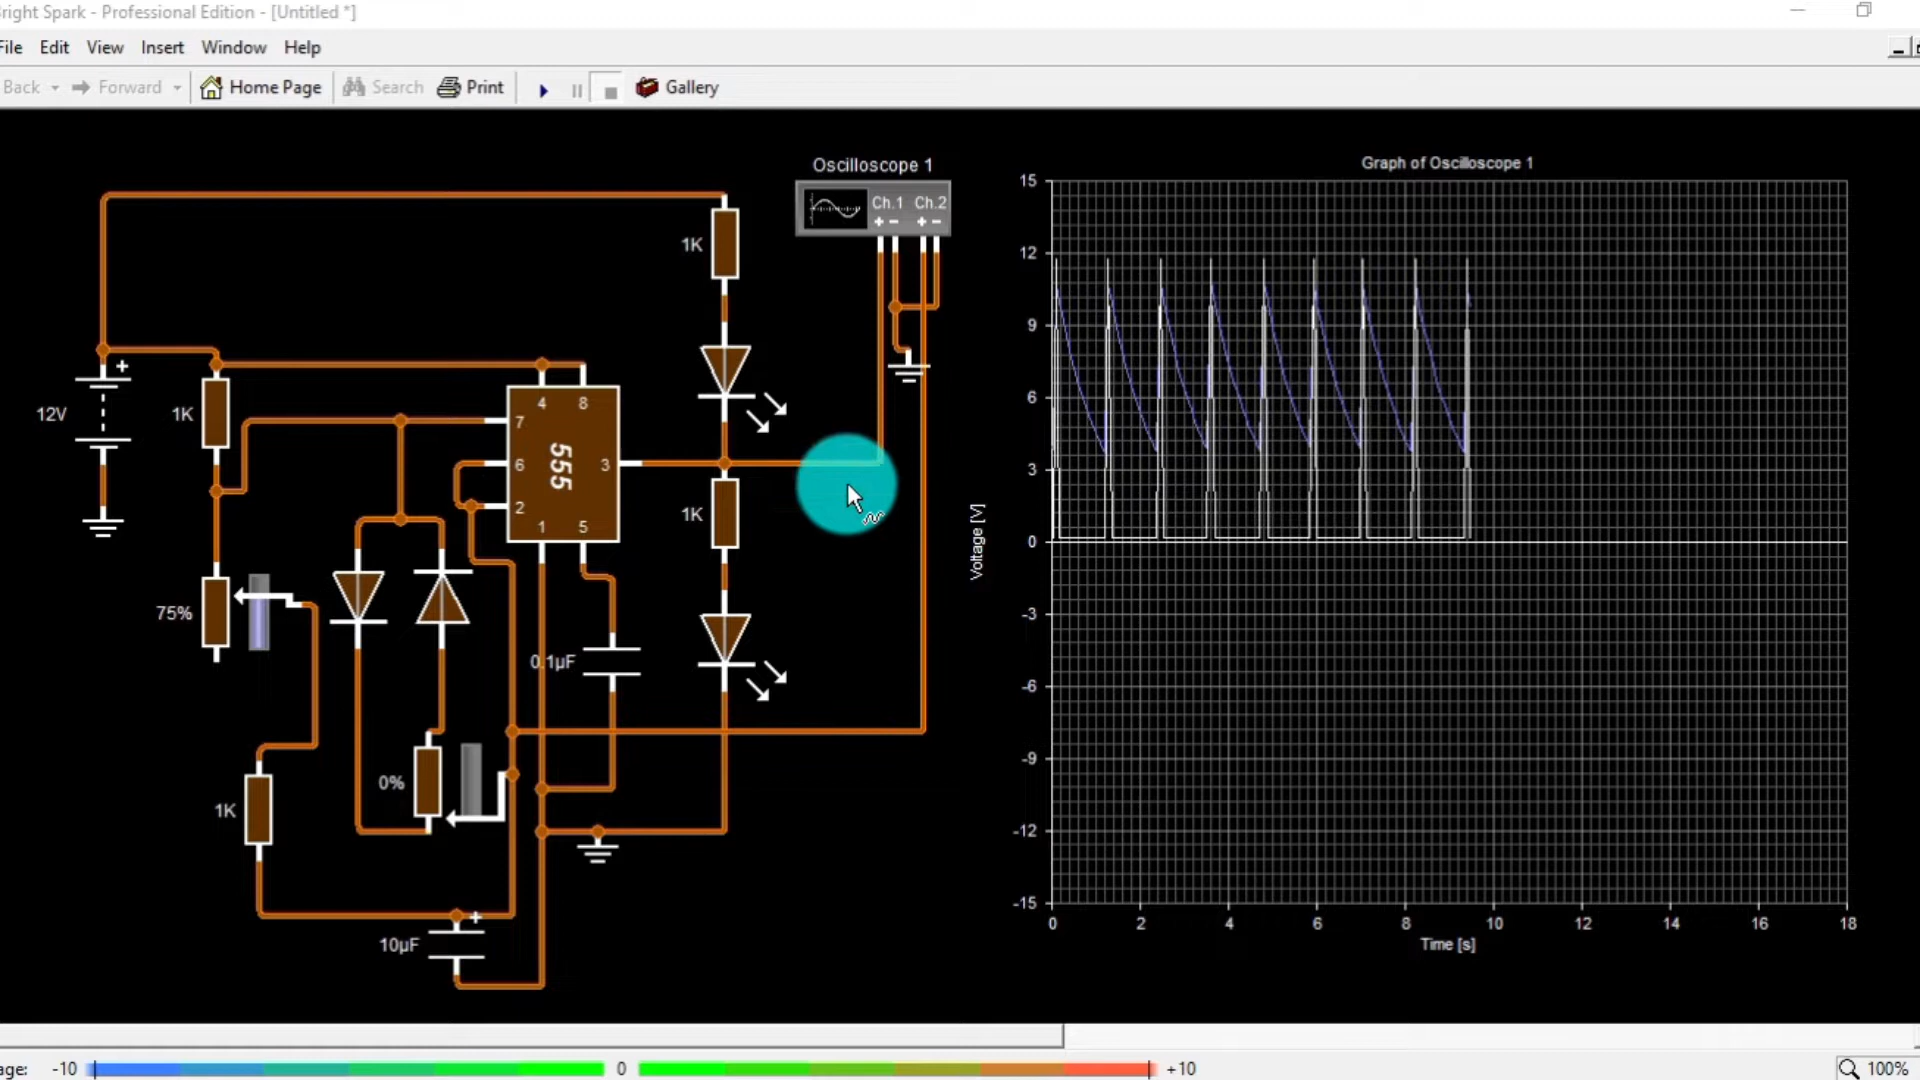 right Spark - Professional Edition - [Untitled *]
File Edit View Insert Window Help
Back Forward Home Page Search Print Gallery
Oscilloscope 1
Ch.1 Ch.2
+ - + -
Graph of Oscilloscope 1
15
12
9
6
3
0
-3
-6
-9
-12
-15
Voltage [V]
0 2 4 6 8 10 12 14 16 18
Time [s]
1K
+
12V
1K
4 8
7
6 555 3
2
1 5
1K
75%
0.1µF
0%
1K
+
10µF
age: -10 0 +10
100%